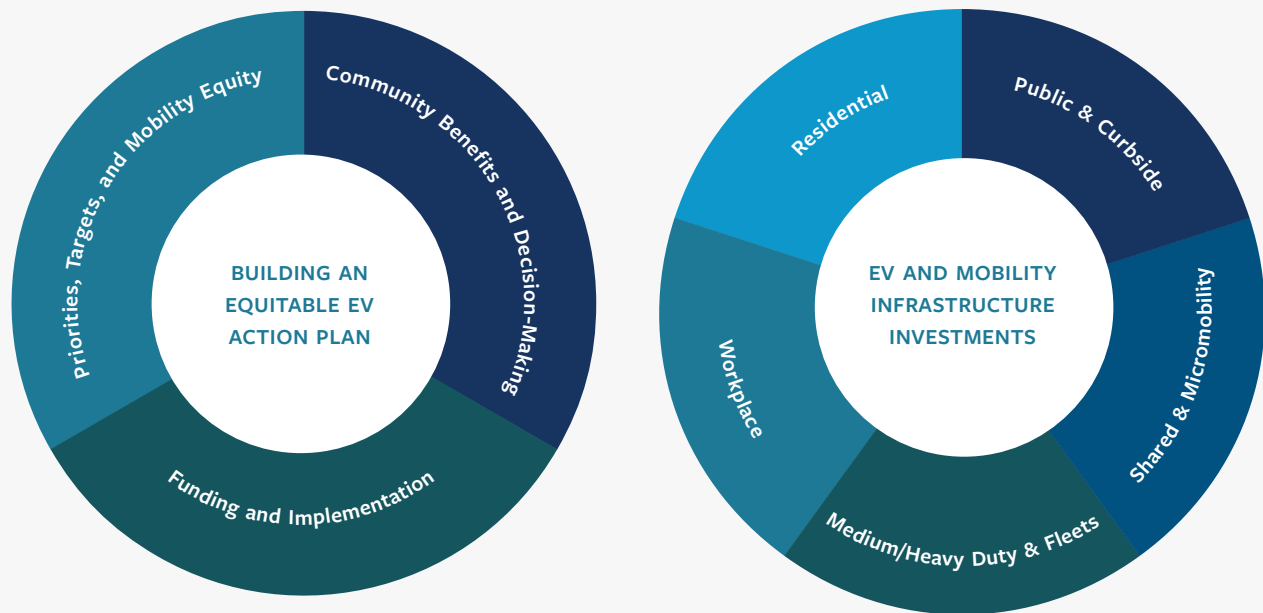 Priorities, Targets, and Mobility Equity
Community Benefits and Decision-Making
Funding and Implementation
BUILDING AN
EQUITABLE EV
ACTION PLAN
Residential
Public & Curbside
Shared & Micromobility
Medium/Heavy Duty & Fleets
Workplace
EV AND MOBILITY
INFRASTRUCTURE
INVESTMENTS